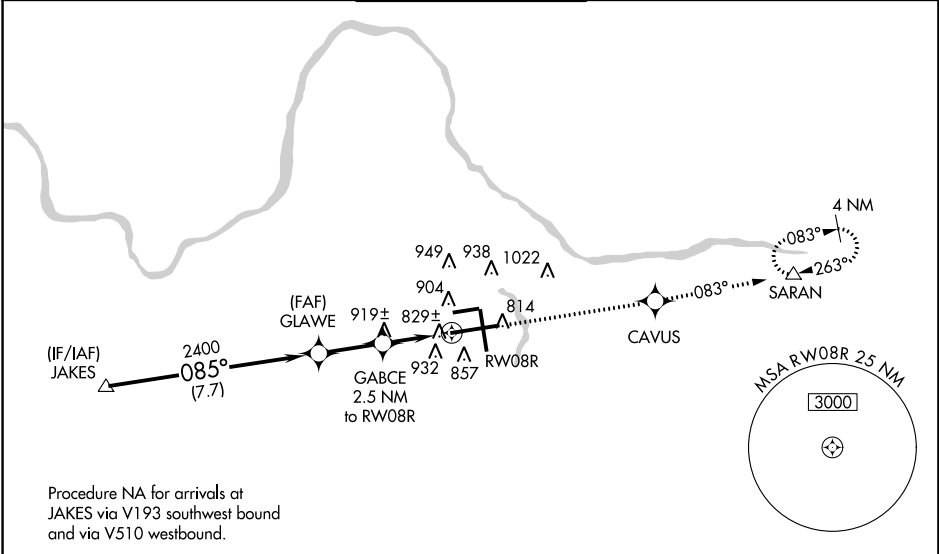 4 NM
083°
263°
SARAN
949
938
1022
904
814
083°
CAVUS
(FAF)
GLAWE
919±
829±
(IF/IAF)
JAKES
2400
085°
(7.7)
GABCE
2.5 NM
to RW08R
932
857
RW08R
MSA RW08R 25 NM
3000
Procedure NA for arrivals at
JAKES via V193 southwest bound
and via V510 westbound.